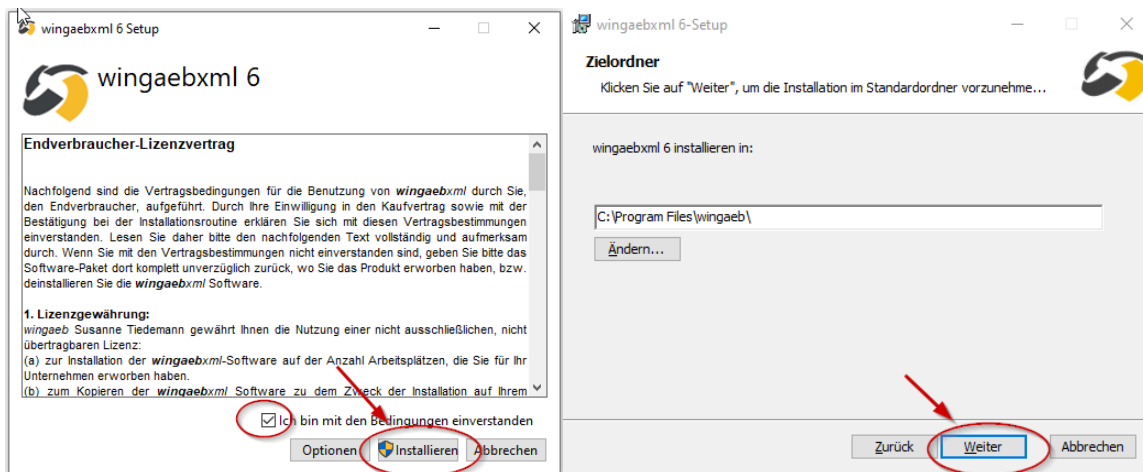 wingaebxml 6 Setup
wingaebxml 6
Endverbraucher-Lizenzvertrag
Nachfolgend sind die Vertragsbedingungen für die Benutzung von wingaebxml durch Sie,
den Endverbraucher, aufgeführt. Durch Ihre Einwilligung in den Kaufvertrag sowie mit der
Bestätigung bei der Installationsroutine erklären Sie sich mit diesen Vertragsbestimmungen
einverstanden. Lesen Sie daher bitte den nachfolgenden Text vollständig und aufmerksam
durch. Wenn Sie mit den Vertragsbestimmungen nicht einverstanden sind, geben Sie bitte das
Software-Paket dort komplett unverzüglich zurück, wo Sie das Produkt erworben haben, bzw.
deinstallieren Sie die wingaebxml Software.
1. Lizenzgewährung:
wingaeb Susanne Tiedemann gewährt Ihnen die Nutzung einer nicht ausschließlichen, nicht
übertragbaren Lizenz:
(a) zur Installation der wingaebxml-Software auf der Anzahl Arbeitsplätzen, die Sie für Ihr
Unternehmen erworben haben.
(b) zum Kopieren der wingaebxml Software zu dem Zweck der Installation auf Ihrem
Ich bin mit den Bedingungen einverstanden
Optionen Installieren Abbrechen
wingaebxml 6-Setup
Zielordner
Klicken Sie auf "Weiter", um die Installation im Standardordner vorzunehme...
wingaebxml 6 installieren in:
C:\Program Files\wingaeb\
Ändern...
Zurück Weiter Abbrechen